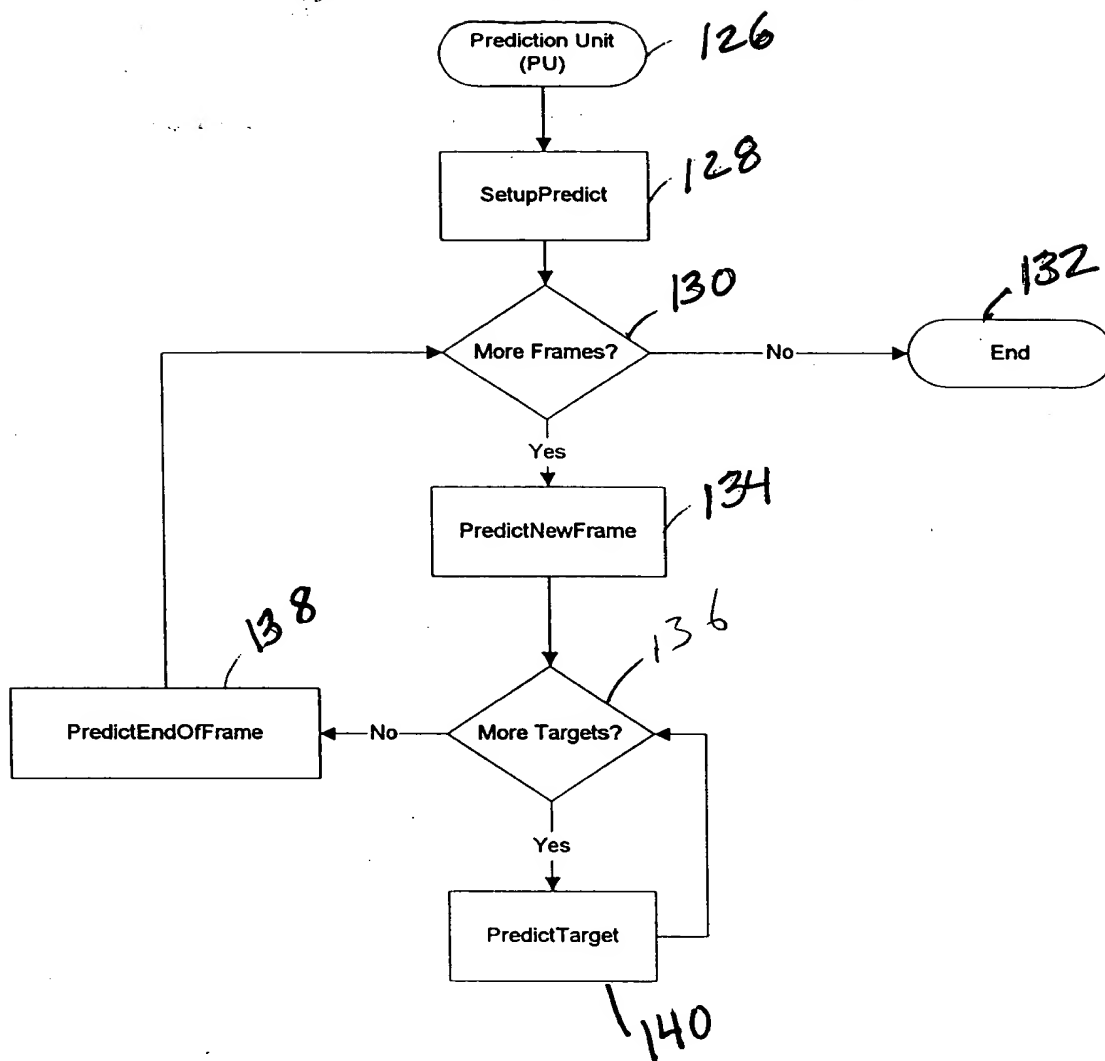 Prediction Unit
(PU)
126
SetupPredict
128
130
More Frames?
No
132
End
Yes
PredictNewFrame
134
136
138
PredictEndOfFrame
No
More Targets?
Yes
PredictTarget
140